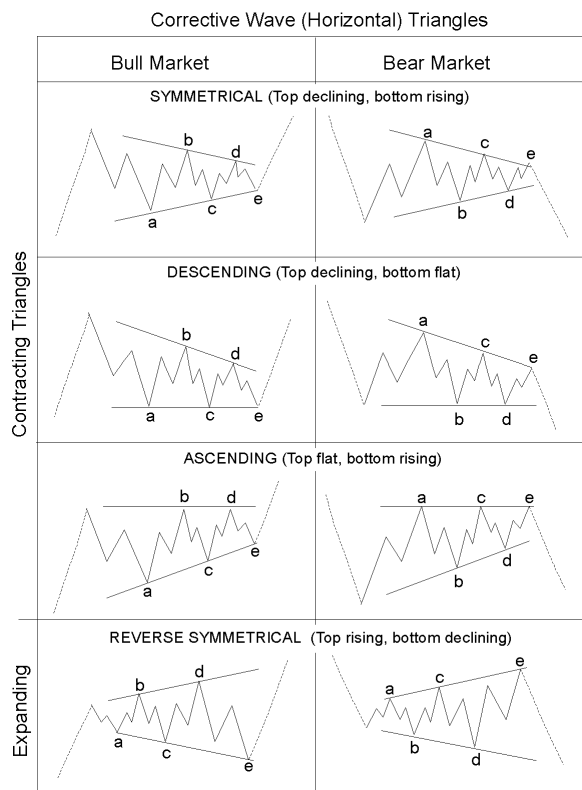 Corrective Wave (Horizontal) Triangles
Bull Market
Bear Market
Contracting Triangles
SYMMETRICAL (Top declining, bottom rising)
b
d
a
c
e
a
c
e
b
d
DESCENDING (Top declining, bottom flat)
b
d
a
c
e
a
c
e
b
d
ASCENDING (Top flat, bottom rising)
b
d
a
c
e
a
c
e
b
d
Expanding
REVERSE SYMMETRICAL (Top rising, bottom declining)
b
d
a
c
e
a
c
e
b
d